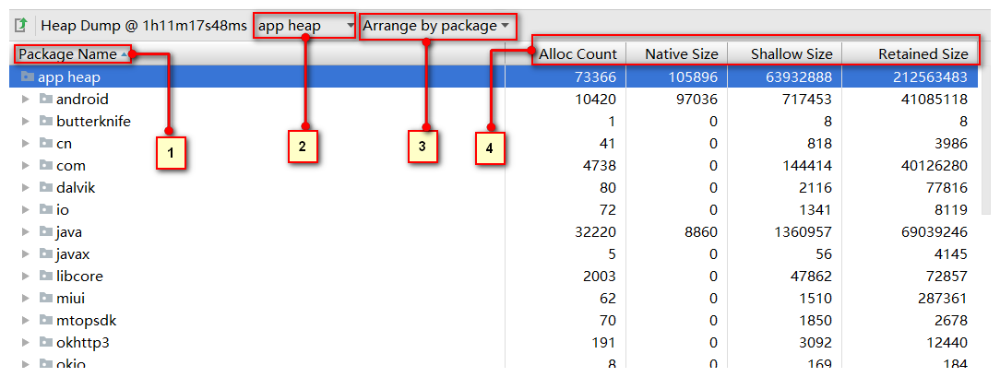 Heap Dump @ 1h11m17s48ms app heap Arrange by package
Package Name Alloc Count Native Size Shallow Size Retained Size
app heap 73366 105896 63932888 212563483
android 10420 97036 717453 41085118
butterknife 1 0 8 8
1 2 3 4
cn 41 0 818 3986
com 4738 0 144414 40126280
dalvik 80 0 2116 77816
io 72 0 1341 8119
java 32220 8860 1360957 69039246
javax 5 0 56 4145
libcore 2003 0 47862 72857
miui 62 0 1510 287361
mtopsdk 70 0 1850 2678
okhttp3 191 0 3092 12440
okio 8 0 169 184